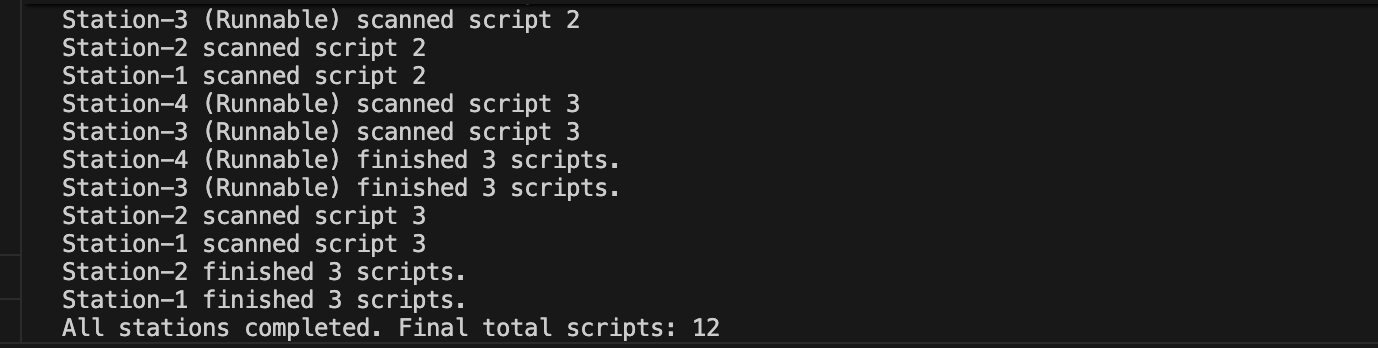 Station-3 (Runnable) scanned script 2
Station-2 scanned script 2
Station-1 scanned script 2
Station-4 (Runnable) scanned script 3
Station-3 (Runnable) scanned script 3
Station-4 (Runnable) finished 3 scripts.
Station-3 (Runnable) finished 3 scripts.
Station-2 scanned script 3
Station-1 scanned script 3
Station-2 finished 3 scripts.
Station-1 finished 3 scripts.
All stations completed. Final total scripts: 12